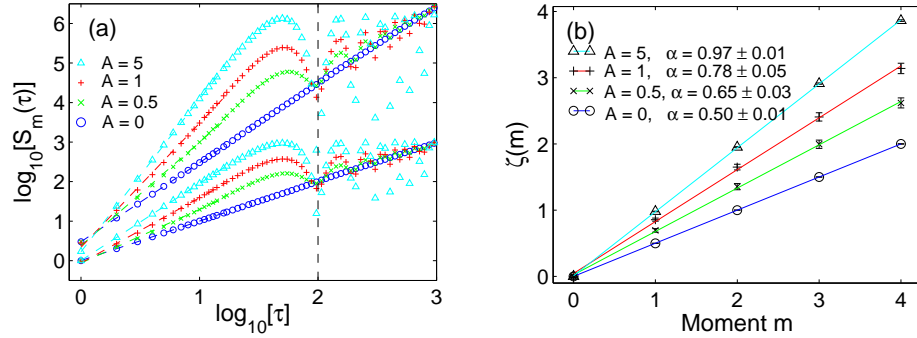 (a)
A = 5
A = 1
A = 0.5
A = 0
log₁₀[Sₘ(τ)]
6
5
4
3
2
1
0
0 1 2 3
log₁₀[τ]
(b)
A = 5, α = 0.97 ± 0.01
A = 1, α = 0.78 ± 0.05
A = 0.5, α = 0.65 ± 0.03
A = 0, α = 0.50 ± 0.01
ζ(m)
4
3
2
1
0
0 1 2 3 4
Moment m